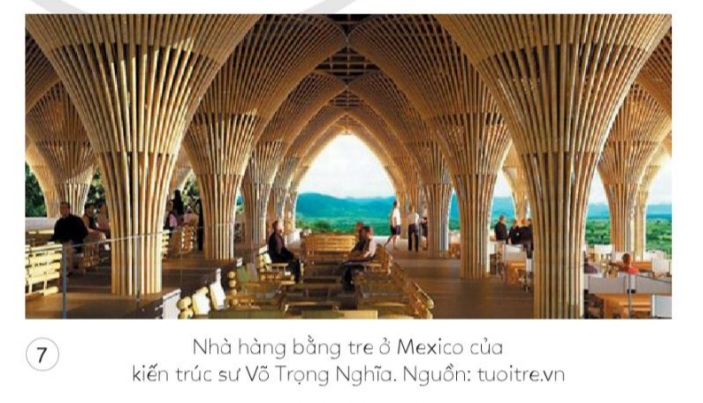 7
Nhà hàng bằng tre ở Mexico của
kiến trúc sư Võ Trọng Nghĩa. Nguồn: tuoitre.vn